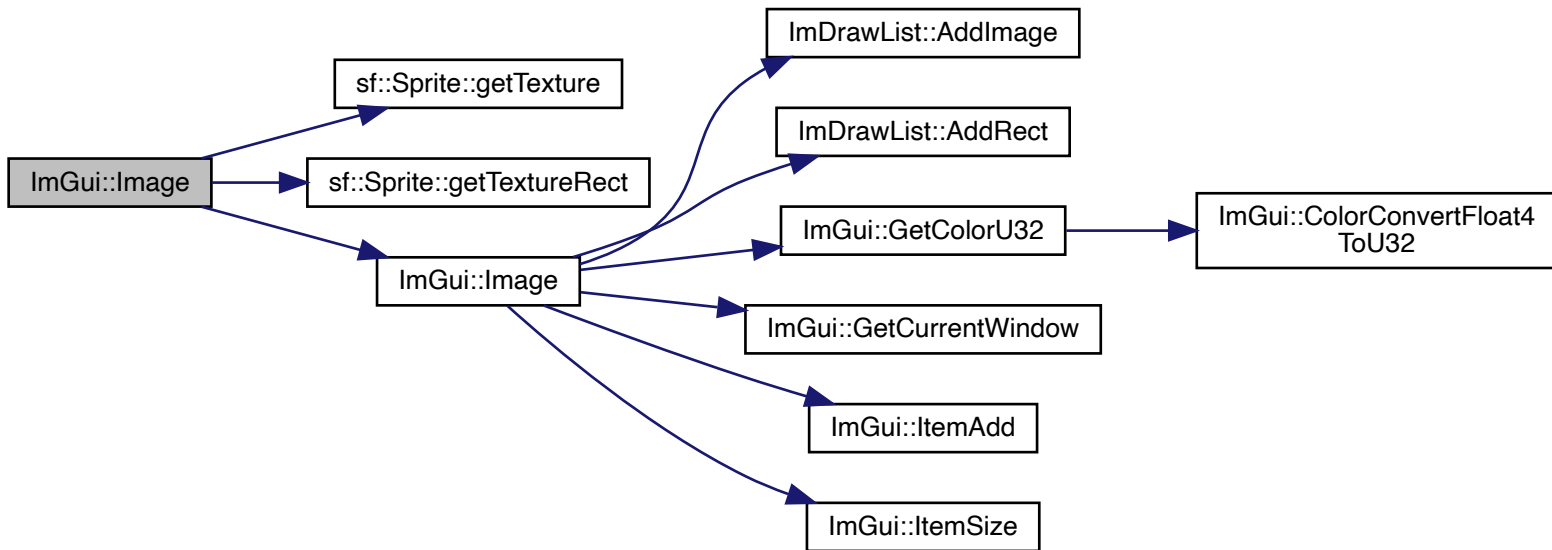 ImGui::Image
sf::Sprite::getTexture
sf::Sprite::getTextureRect
ImGui::Image
ImDrawList::AddImage
ImDrawList::AddRect
ImGui::GetColorU32
ImGui::GetCurrentWindow
ImGui::ItemAdd
ImGui::ItemSize
ImGui::ColorConvertFloat4
ToU32